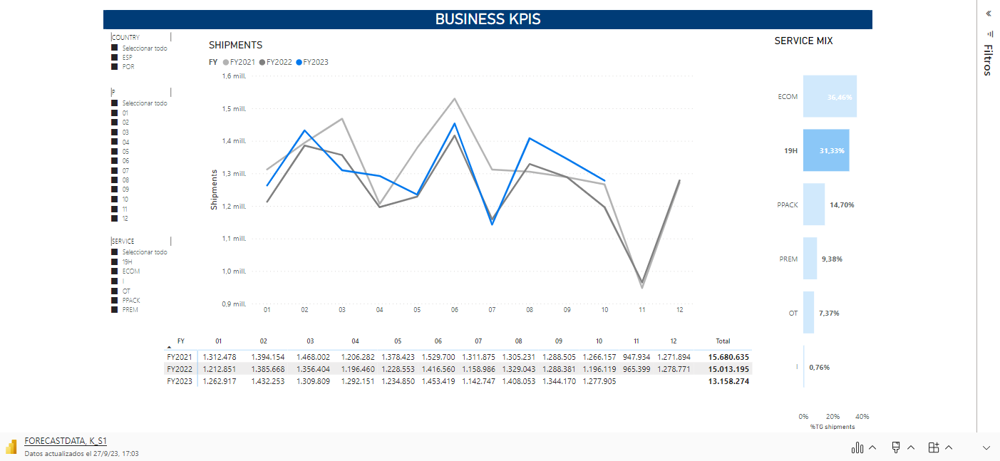 BUSINESS KPIS
COUNTRY
Seleccionar todo
ESP
POR
P
Seleccionar todo
01
02
03
04
05
06
07
08
09
10
11
12
SERVICE
Seleccionar todo
19H
ECOM
I
OT
PPACK
PREM
SHIPMENTS
FY FY2021 FY2022 FY2023
Shipments
1,6 mill.
1,5 mill.
1,4 mill.
1,3 mill.
1,2 mill.
1,1 mill.
1,0 mill.
0,9 mill.
01 02 03 04 05 06 07 08 09 10 11 12
FY 01 02 03 04 05 06 07 08 09 10 11 12 Total
FY2021 1.312.478 1.394.154 1.468.002 1.206.282 1.378.423 1.529.700 1.311.875 1.305.231 1.288.505 1.266.157 947.934 1.271.894 15.680.635
FY2022 1.212.851 1.385.668 1.356.404 1.196.460 1.228.553 1.416.560 1.158.986 1.329.043 1.288.381 1.196.119 965.399 1.278.771 15.013.195
FY2023 1.262.917 1.432.253 1.309.809 1.292.151 1.234.850 1.453.419 1.142.747 1.408.053 1.344.170 1.277.905 13.158.274
SERVICE MIX
ECOM 36,46%
19H 31,33%
PPACK 14,70%
PREM 9,38%
OT 7,37%
I 0,76%
0% 20% 40%
%TG shipments
Filtros
FORECASTDATA, K_S1
Datos actualizados el 27/9/23, 17:03